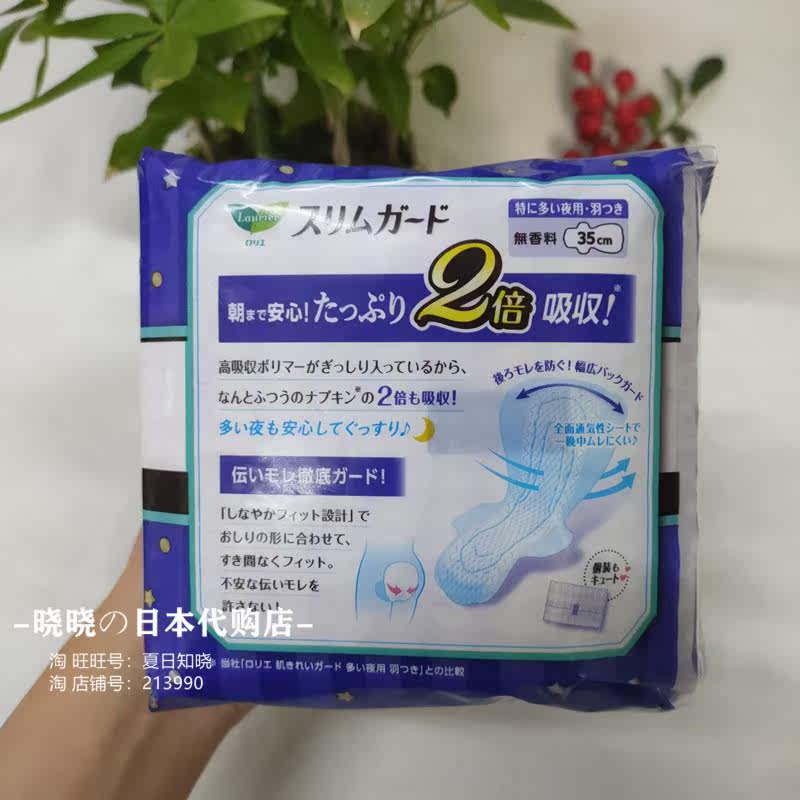 Laurier
ロリエ
スリムガード
特に多い夜用・羽つき
無香料 35cm
朝まで安心!たっぷり2倍吸収!※
高吸収ポリマーがぎっしり入っているから、
なんとふつうのナプキン※の2倍も吸収!
多い夜も安心してぐっすり♪
後ろモレを防ぐ!幅広バックガード
全面通気性シートで
一晩中ムレにくい♪
伝いモレ徹底ガード!
「しなやかフィット設計」で
おしりの形に合わせて、
すき間なくフィット。
不安な伝いモレを
許さない!
個装も
キュート
–晓晓の日本代购店–
淘 旺旺号：夏日知晓
淘 店铺号：213990
※ 当社「ロリエ 肌きれいガード 多い夜用 羽つき」との比較